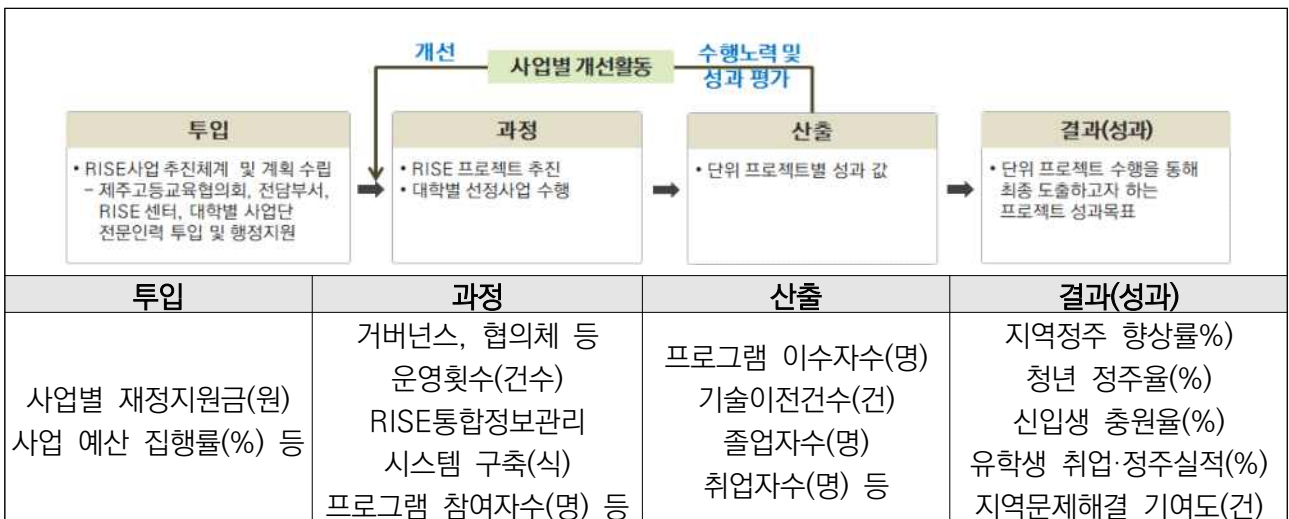 개선
사업별 개선활동
수행노력 및
성과 평가
투입
• RISE사업 추진체계 및 계획 수립
– 제주고등교육협의회, 전담부서,
RISE 센터, 대학별 사업단
전문인력 투입 및 행정지원
과정
• RISE 프로젝트 추진
• 대학별 선정사업 수행
산출
• 단위 프로젝트별 성과 값
결과(성과)
• 단위 프로젝트 수행을 통해
최종 도출하고자 하는
프로젝트 성과목표
투입
과정
산출
결과(성과)
사업별 재정지원금(원)
사업 예산 집행률(%) 등
거버넌스, 협의체 등
운영횟수(건수)
RISE통합정보관리
시스템 구축(식)
프로그램 참여자수(명) 등
프로그램 이수자수(명)
기술이전건수(건)
졸업자수(명)
취업자수(명) 등
지역정주 향상률%)
청년 정주율(%)
신입생 충원율(%)
유학생 취업·정주실적(%)
지역문제해결 기여도(건)